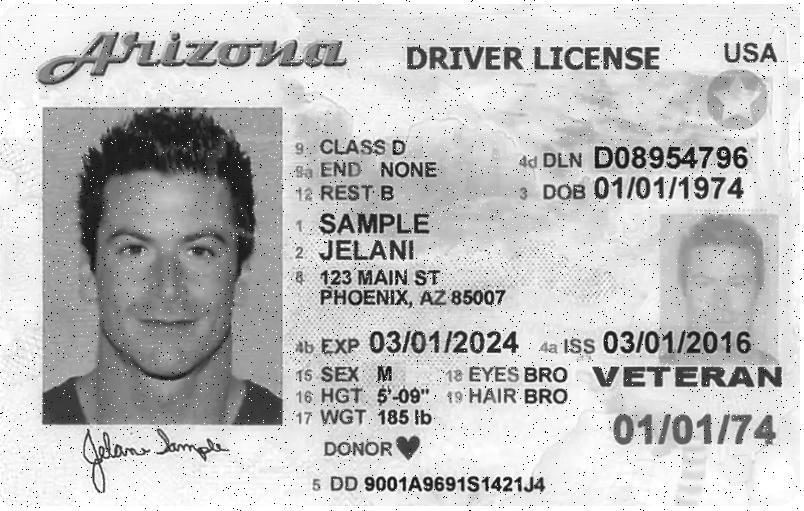 Arizona DRIVER LICENSE USA
9 CLASS D
9a END NONE
4d DLN D08954796
12 REST B
3 DOB 01/01/1974
1 SAMPLE
2 JELANI
8 123 MAIN ST
PHOENIX, AZ 85007
4b EXP 03/01/2024 4a ISS 03/01/2016
15 SEX M 18 EYES BRO VETERAN
16 HGT 5'-09" 19 HAIR BRO
17 WGT 185 lb 01/01/74
Jelani Sample
DONOR
5 DD 9001A9691S1421J4